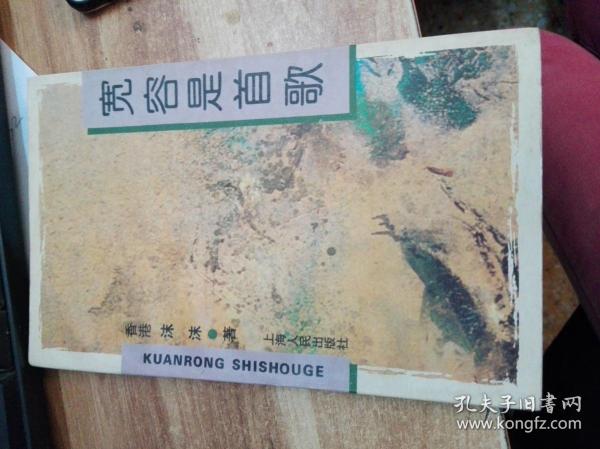 宽容是首歌
香港 沫沫●著
上海人民出版社
KUANRONG SHISHOUGE
孔夫子旧書网
www.kongfz.com